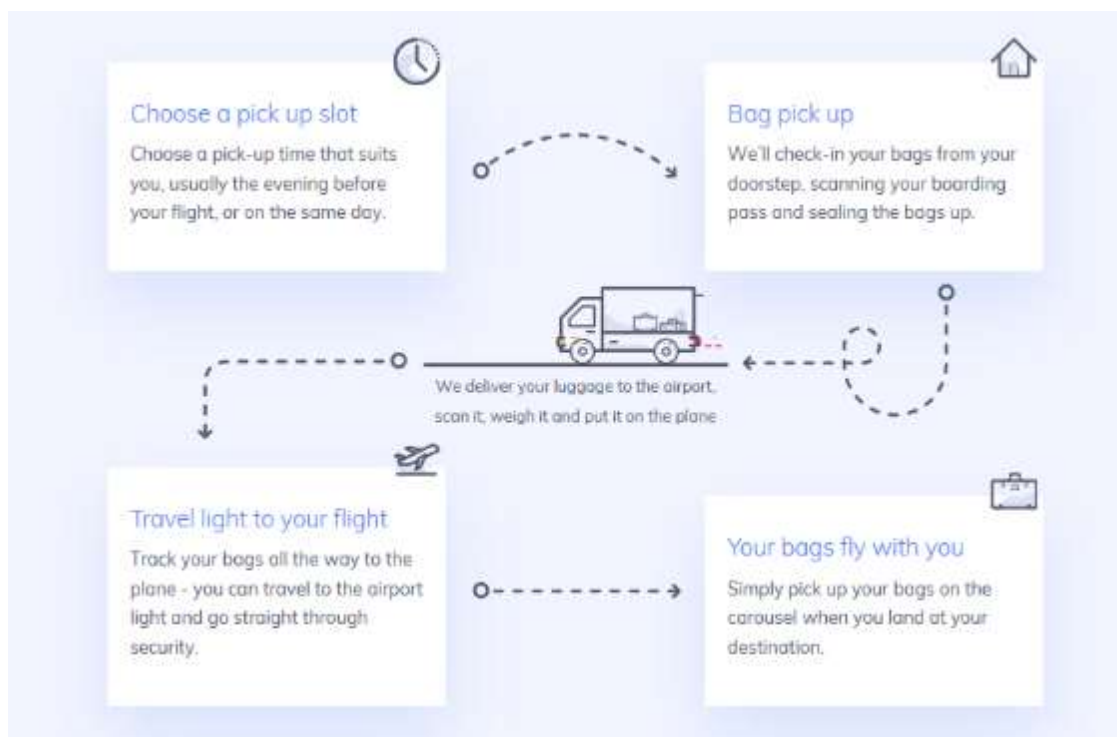 Choose a pick up slot
Choose a pick-up time that suits
you, usually the evening before
your flight, or on the same day.
Bag pick up
We'll check-in your bags from your
doorstep, scanning your boarding
pass and sealing the bags up.
We deliver your luggage to the airport,
scan it, weigh it and put it on the plane
Travel light to your flight
Track your bags all the way to the
plane - you can travel to the airport
light and go straight through
security.
Your bags fly with you
Simply pick up your bags on the
carousel when you land at your
destination.